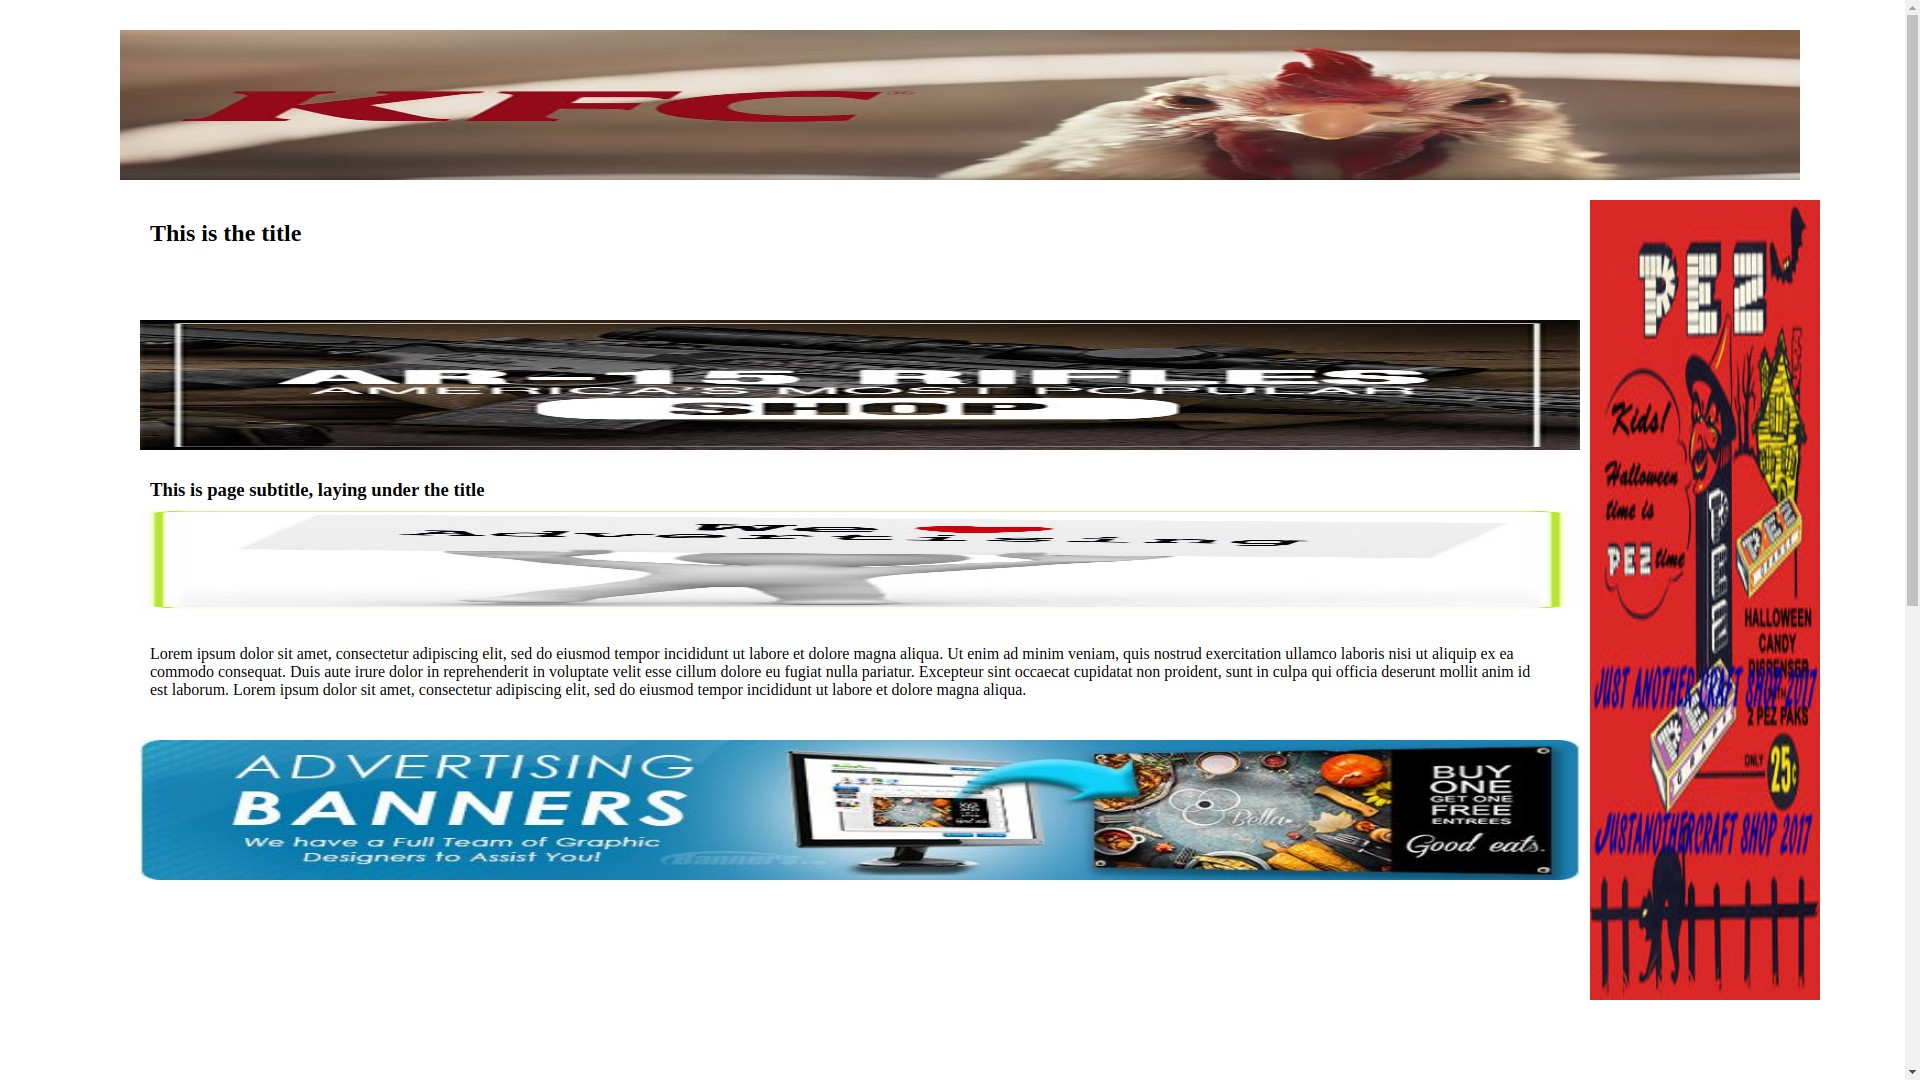 KFC®
This is the title
AR-15 RIFLES
AMERICA'S MOST POPULAR
SHOP
This is page subtitle, laying under the title
We
Advertising
Lorem ipsum dolor sit amet, consectetur adipiscing elit, sed do eiusmod tempor incididunt ut labore et dolore magna aliqua. Ut enim ad minim veniam, quis nostrud exercitation ullamco laboris nisi ut aliquip ex ea
commodo consequat. Duis aute irure dolor in reprehenderit in voluptate velit esse cillum dolore eu fugiat nulla pariatur. Excepteur sint occaecat cupidatat non proident, sunt in culpa qui officia deserunt mollit anim id
est laborum. Lorem ipsum dolor sit amet, consectetur adipiscing elit, sed do eiusmod tempor incididunt ut labore et dolore magna aliqua.
ADVERTISING
BANNERS
We have a Full Team of Graphic
Designers to Assist You!
Banners
Bella
BUY
ONE
GET ONE
FREE
ENTREES
Good eats.
PEZ
Kids!
Halloween
time is
PEZ time
PEZ
PEZ
HALLOWEEN
CANDY
DISPENSER
WITH
2 PEZ PAKS
JUST ANOTHER CRAFT SHOP 2017
PEZ
ONLY
25¢
JUSTANOTHERCRAFT SHOP 2017